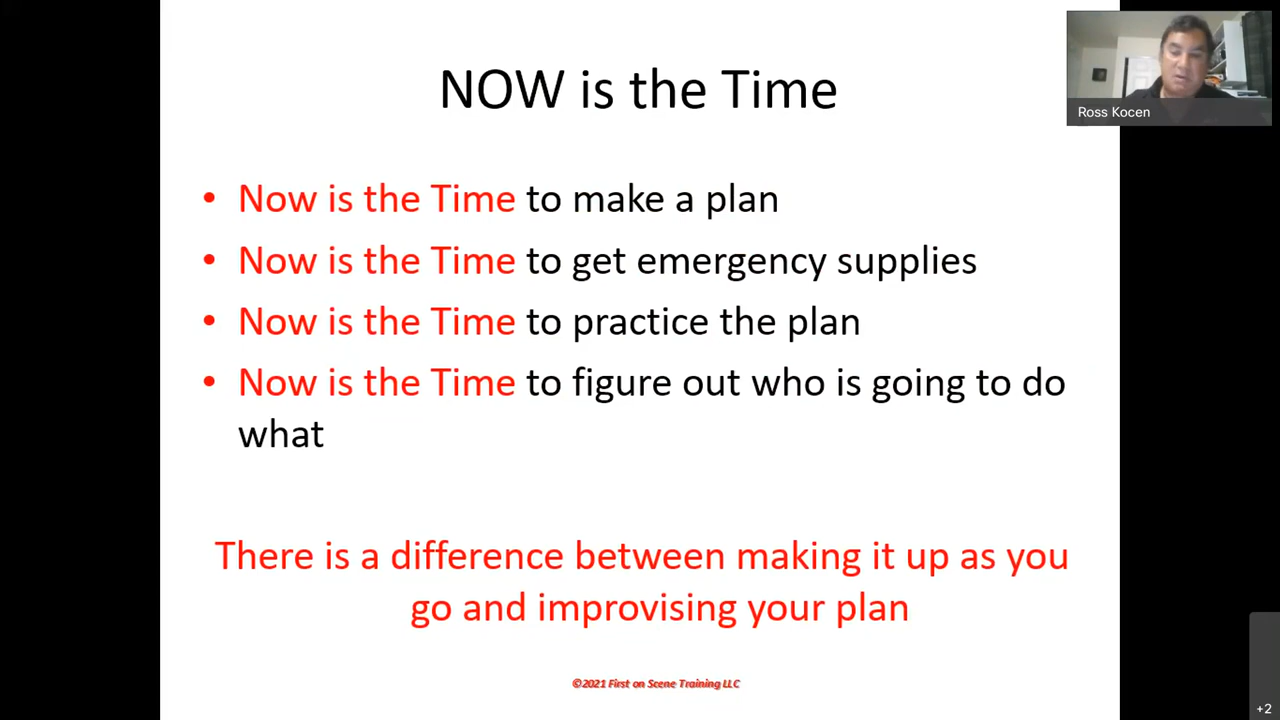 NOW is the Time
Ross Kocen
• Now is the Time to make a plan
• Now is the Time to get emergency supplies
• Now is the Time to practice the plan
• Now is the Time to figure out who is going to do
what
There is a difference between making it up as you
go and improvising your plan
©2021 First on Scene Training LLC
+2